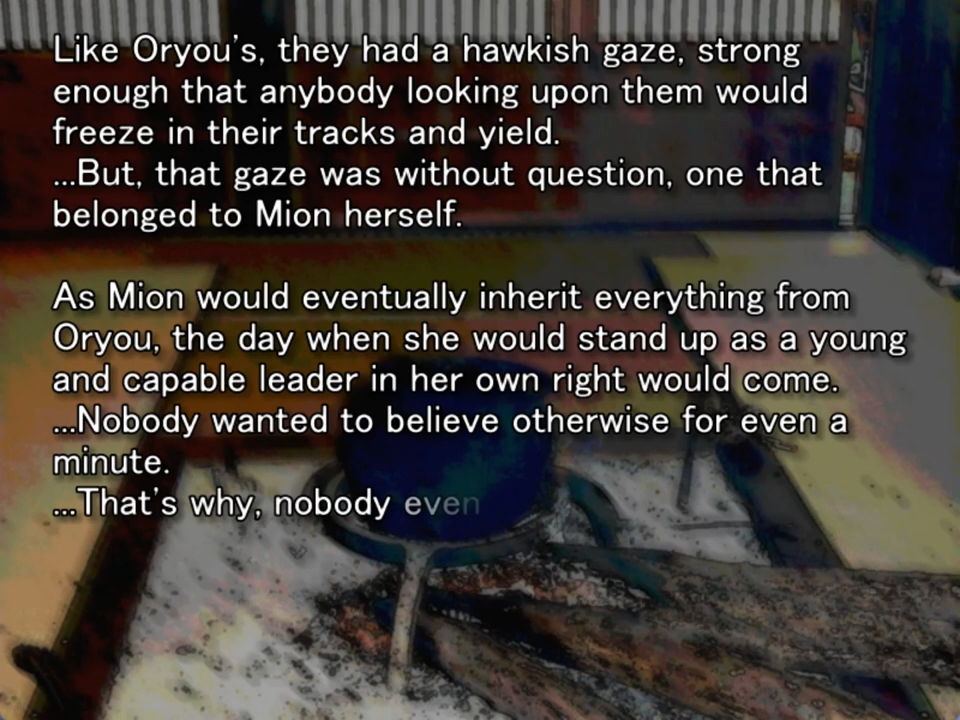 Like Oryou's, they had a hawkish gaze, strong
enough that anybody looking upon them would
freeze in their tracks and yield.
...But, that gaze was without question, one that
belonged to Mion herself.
As Mion would eventually inherit everything from
Oryou, the day when she would stand up as a young
and capable leader in her own right would come.
...Nobody wanted to believe otherwise for even a
minute.
...That's why, nobody even